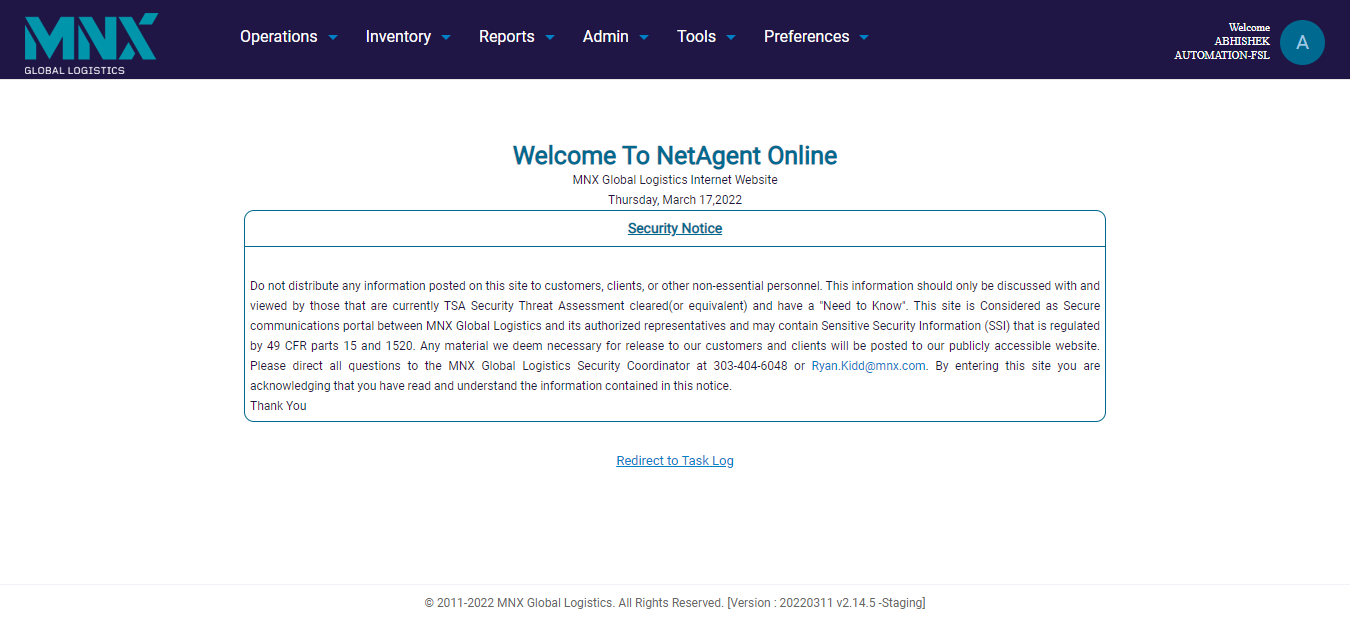 MNX
GLOBAL LOGISTICS
Operations Inventory Reports Admin Tools Preferences
Welcome
ABHISHEK
AUTOMATION-FSL
A
Welcome To NetAgent Online
MNX Global Logistics Internet Website
Thursday, March 17,2022
Security Notice
Do not distribute any information posted on this site to customers, clients, or other non-essential personnel. This information should only be discussed with and
viewed by those that are currently TSA Security Threat Assessment cleared(or equivalent) and have a "Need to Know". This site is Considered as Secure
communications portal between MNX Global Logistics and its authorized representatives and may contain Sensitive Security Information (SSI) that is regulated
by 49 CFR parts 15 and 1520. Any material we deem necessary for release to our customers and clients will be posted to our publicly accessible website.
Please direct all questions to the MNX Global Logistics Security Coordinator at 303-404-6048 or Ryan.Kidd@mnx.com. By entering this site you are
acknowledging that you have read and understand the information contained in this notice.
Thank You
Redirect to Task Log
© 2011-2022 MNX Global Logistics. All Rights Reserved. [Version : 20220311 v2.14.5 -Staging]